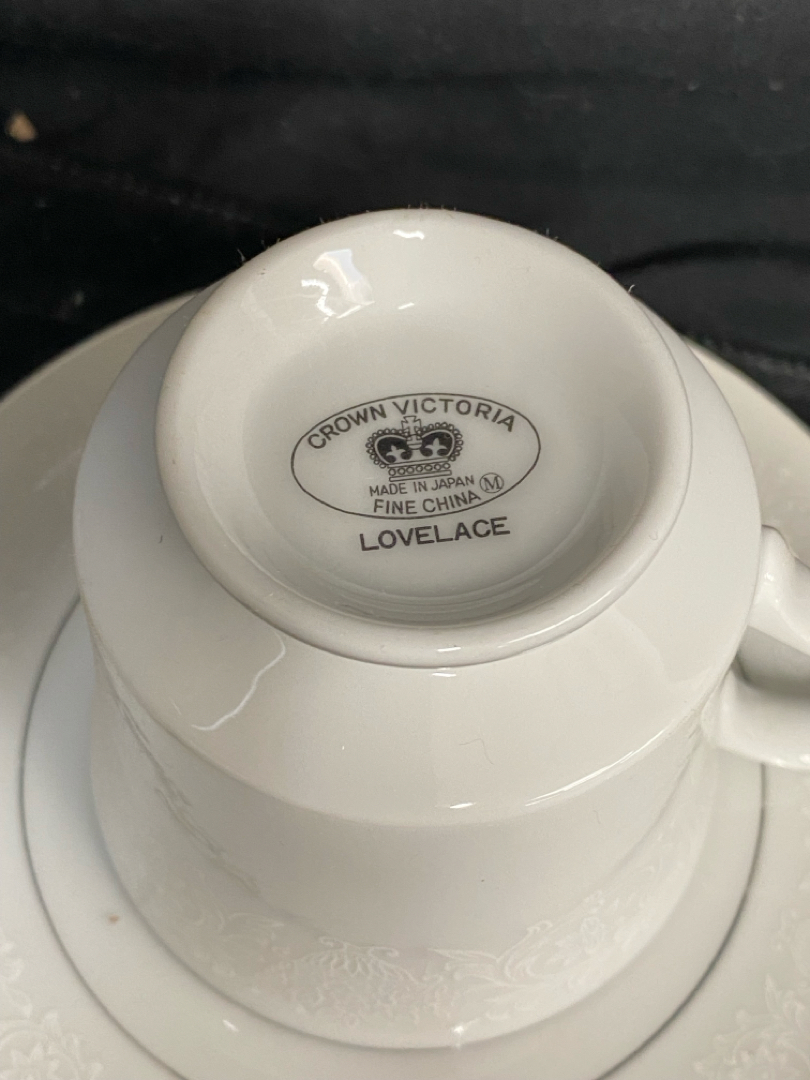 CROWN VICTORIA
MADE IN JAPAN Ⓜ
FINE CHINA
LOVELACE